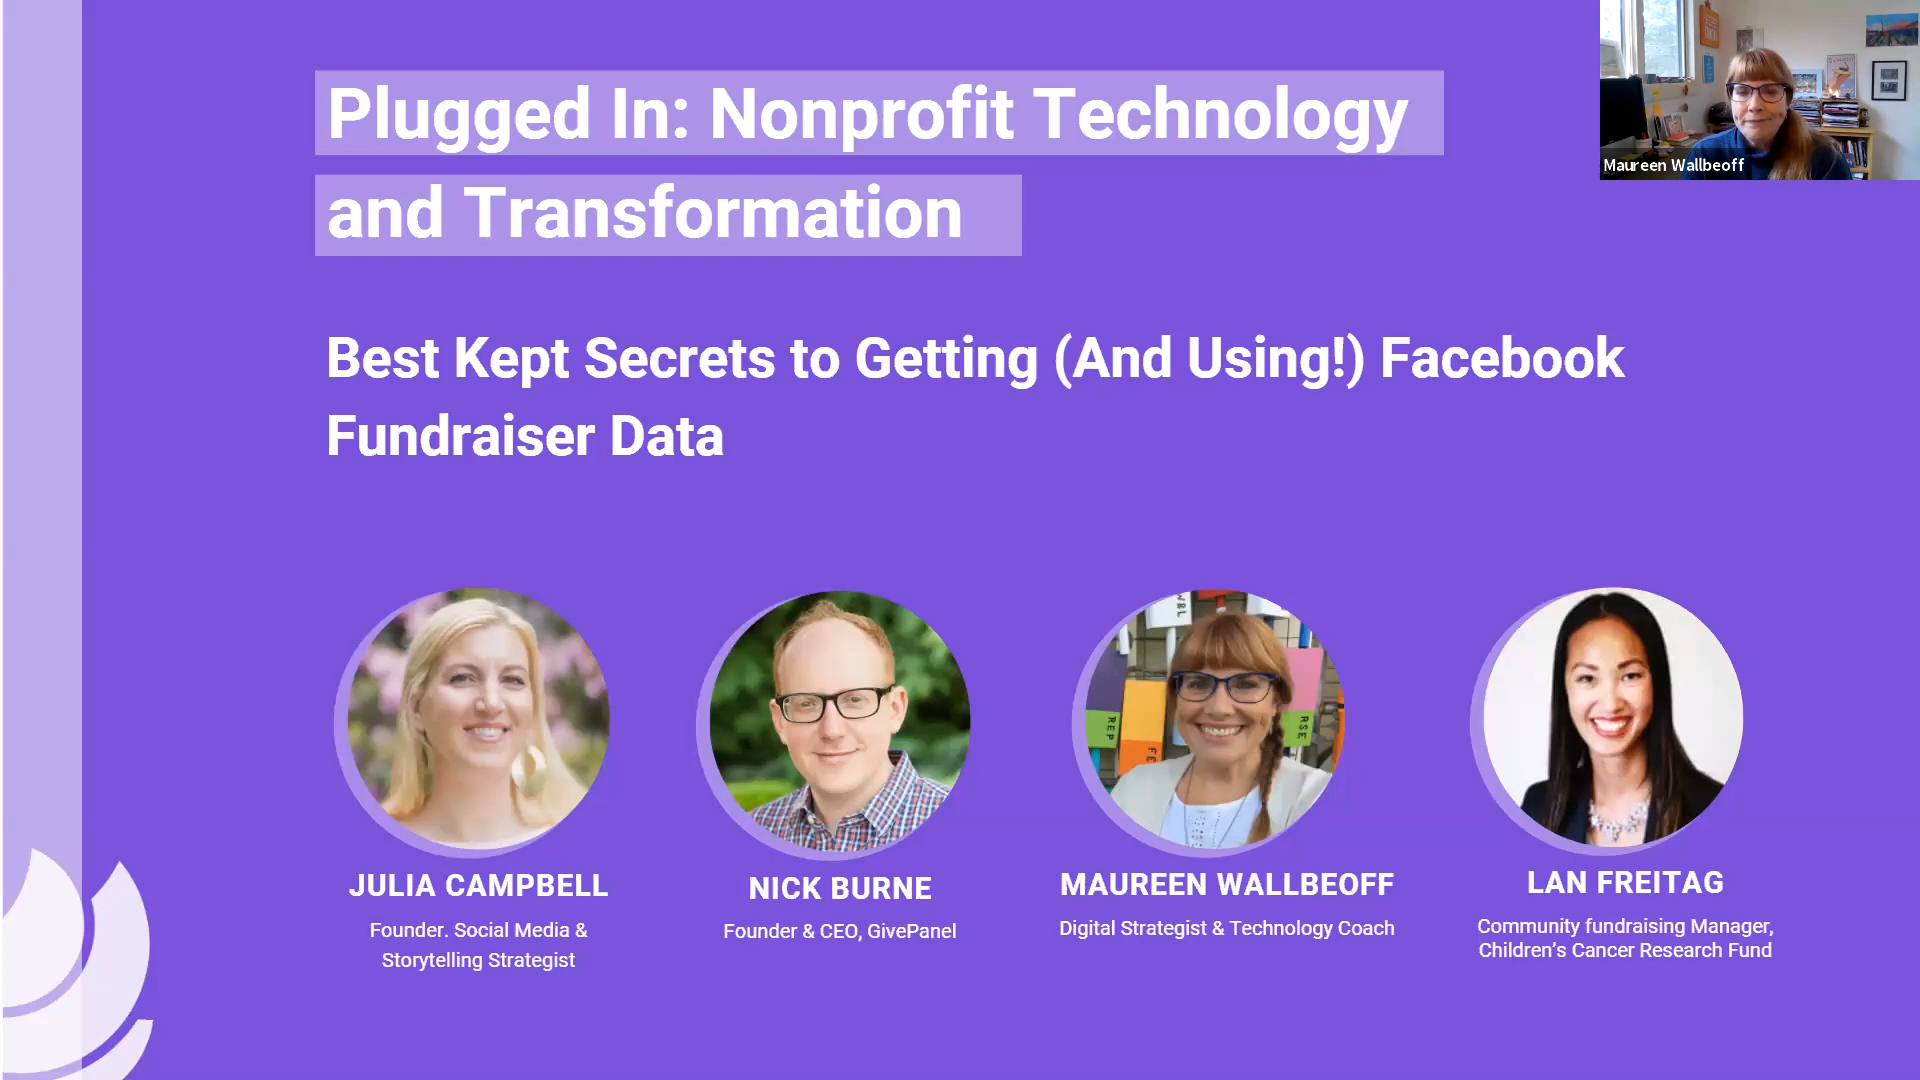 Plugged In: Nonprofit Technology
and Transformation
Maureen Wallbeoff
Best Kept Secrets to Getting (And Using!) Facebook
Fundraiser Data
REP
RSE
JULIA CAMPBELL
Founder. Social Media &
Storytelling Strategist
NICK BURNE
Founder & CEO, GivePanel
MAUREEN WALLBEOFF
Digital Strategist & Technology Coach
LAN FREITAG
Community fundraising Manager,
Children’s Cancer Research Fund